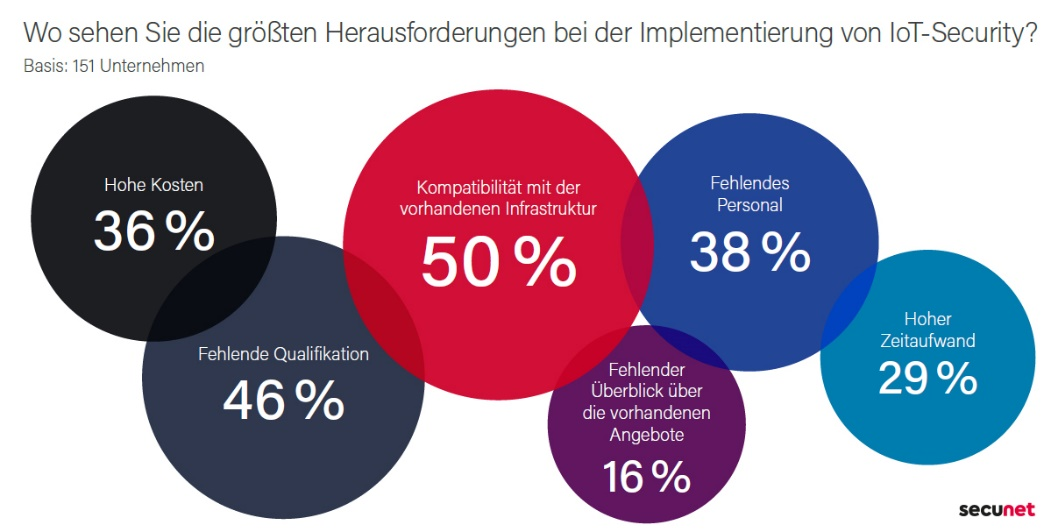 Wo sehen Sie die größten Herausforderungen bei der Implementierung von IoT-Security?
Basis: 151 Unternehmen
Hohe Kosten
36 %
Fehlende Qualifikation
46 %
Kompatibilität mit der
vorhandenen Infrastruktur
50 %
Fehlendes
Personal
38 %
Fehlender
Überblick über
die vorhandenen
Angebote
16 %
Hoher
Zeitaufwand
29 %
secunet